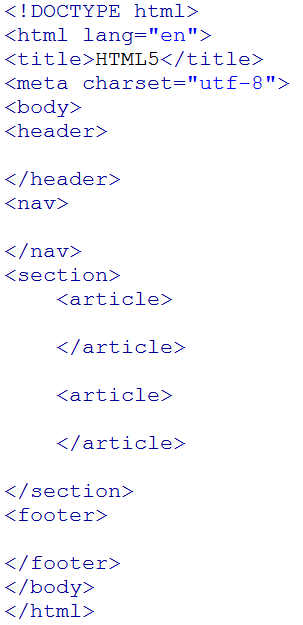 <!DOCTYPE html>
<html lang="en">
<title>HTML5</title>
<meta charset="utf-8">
<body>
<header>

</header>
<nav>

</nav>
<section>
    <article>

    </article>

    <article>

    </article>

</section>
<footer>

</footer>
</body>
</html>